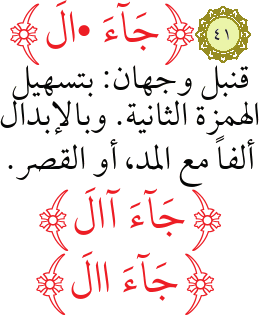 ﴿ جَآءَ •الَ ﴾ ٤١
قنبل وجهان: بتسهيل
الهمزة الثانية. وبالإبدال
ألفاً مع المد، أو القصر.
﴿ جَآءَ آالَ ﴾
﴿ جَآءَ االَ ﴾